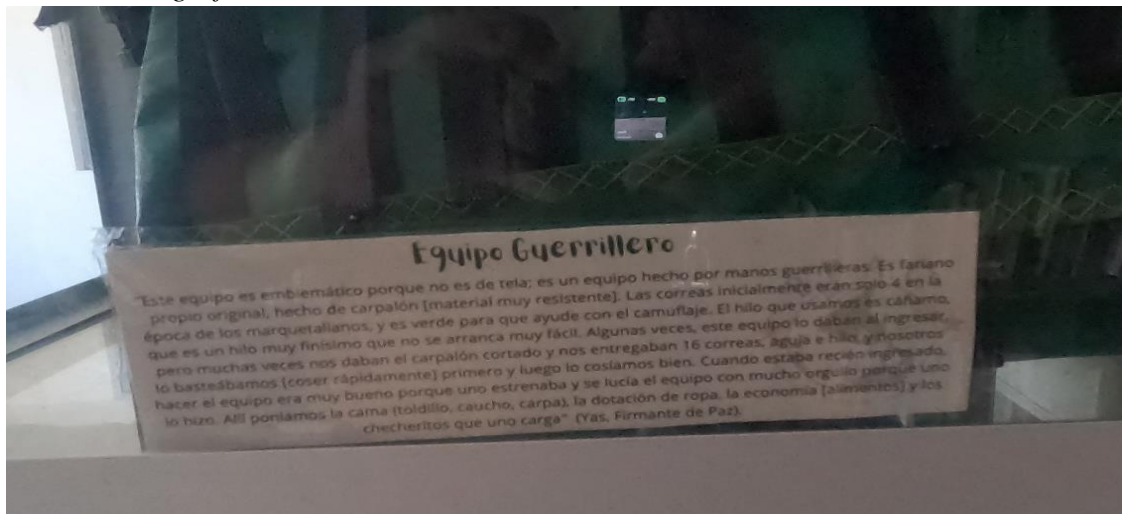 Equipo Guerrillero
"Este equipo es emblemático porque no es de tela; es un equipo hecho por manos guerrilleras. Es fariano
propio original, hecho de carpalón [material muy resistente]. Las correas inicialmente eran solo 4 en la
época de los marquetalianos, y es verde para que ayude con el camuflaje. El hilo que usamos es cáñamo,
que es un hilo muy finísimo que no se arranca muy fácil. Algunas veces, este equipo lo daban al ingresar,
pero muchas veces nos daban el carpalón cortado y nos entregaban 16 correas, aguja e hilo, y nosotros
lo basteábamos [coser rápidamente] primero y luego lo cosíamos bien. Cuando estaba recién ingresado,
hacer el equipo era muy bueno porque uno estrenaba y se lucía el equipo con mucho orgullo porque uno
lo hizo. Allí poníamos la cama (toldillo, caucho, carpa), la dotación de ropa, la economía [alimentos] y los
checheritos que uno carga" (Yas, Firmante de Paz).